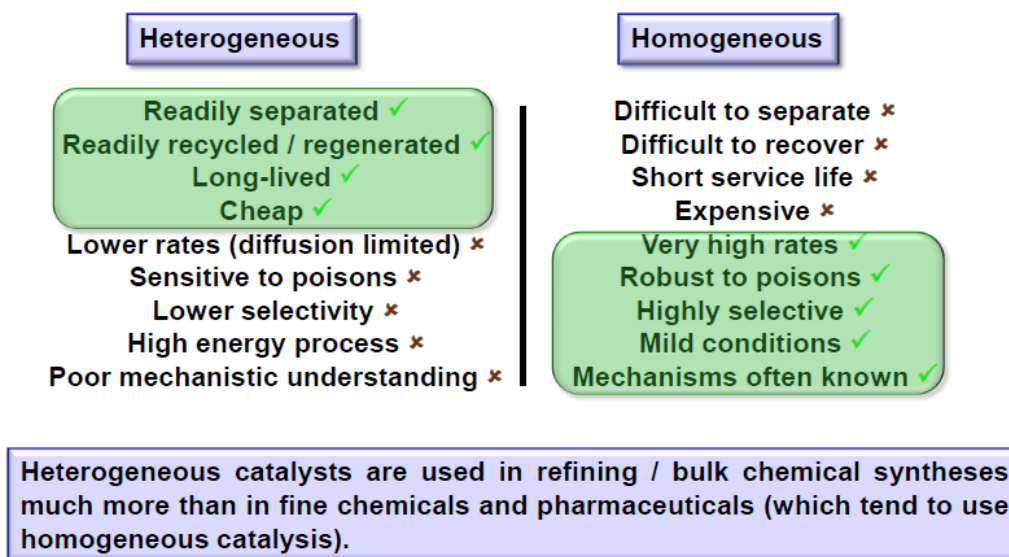 Heterogeneous
Readily separated ✓
Readily recycled / regenerated ✓
Long-lived ✓
Cheap ✓
Lower rates (diffusion limited) ×
Sensitive to poisons ×
Lower selectivity ×
High energy process ×
Poor mechanistic understanding ×
Homogeneous
Difficult to separate ×
Difficult to recover ×
Short service life ×
Expensive ×
Very high rates ✓
Robust to poisons ✓
Highly selective ✓
Mild conditions ✓
Mechanisms often known ✓
Heterogeneous catalysts are used in refining / bulk chemical syntheses
much more than in fine chemicals and pharmaceuticals (which tend to use
homogeneous catalysis).